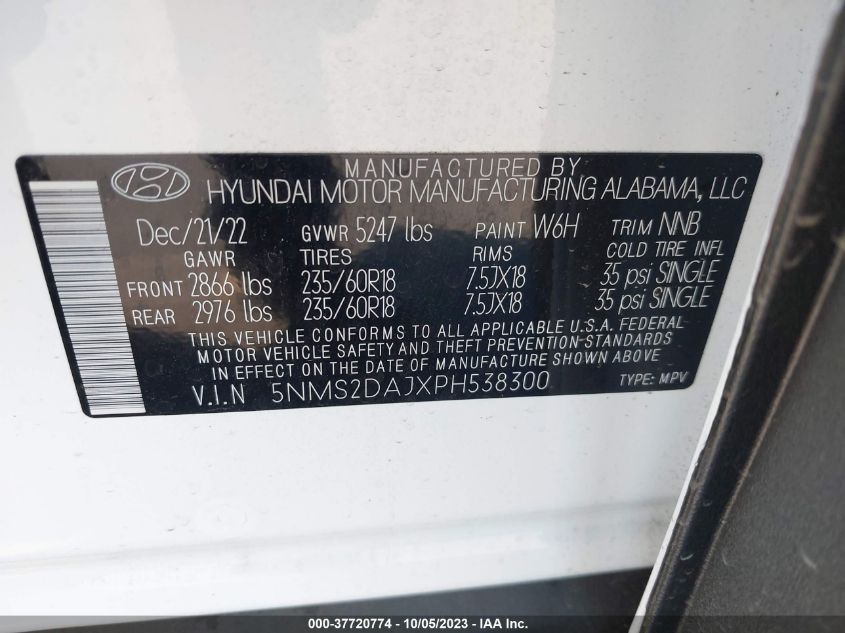 MANUFACTURED BY
HYUNDAI MOTOR MANUFACTURING ALABAMA, LLC
Dec/21/22 GVWR 5247 lbs PAINT W6H TRIM NNB
GAWR TIRES RIMS COLD TIRE INFL
FRONT 2866 lbs 235/60R18 7.5JX18 35 psi SINGLE
REAR 2976 lbs 235/60R18 7.5JX18 35 psi SINGLE
THIS VEHICLE CONFORMS TO ALL APPLICABLE U.S.A. FEDERAL
MOTOR VEHICLE SAFETY AND THEFT PREVENTION STANDARDS
IN EFFECT ON THE DATE OF MANUFACTURE SHOWN ABOVE
V.I.N 5NMS2DAJXPH538300 TYPE: MPV
000-37720774 - 10/05/2023 - IAA Inc.